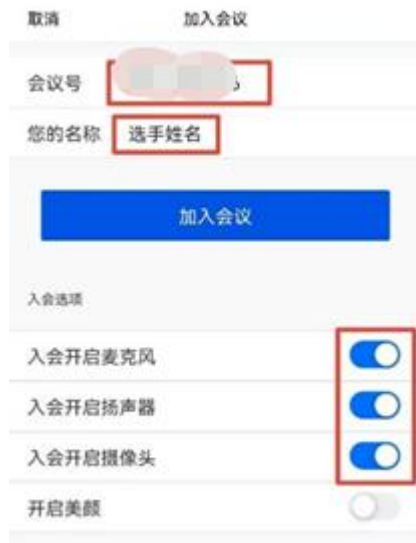 取消 加入会议
会议号
您的名称 选手姓名
加入会议
入会选项
入会开启麦克风
入会开启扬声器
入会开启摄像头
开启美颜